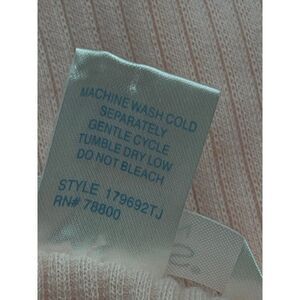 MACHINE WASH COLD
SEPARATELY
GENTLE CYCLE
TUMBLE DRY LOW
DO NOT BLEACH
STYLE 179692TJ
RN# 78800